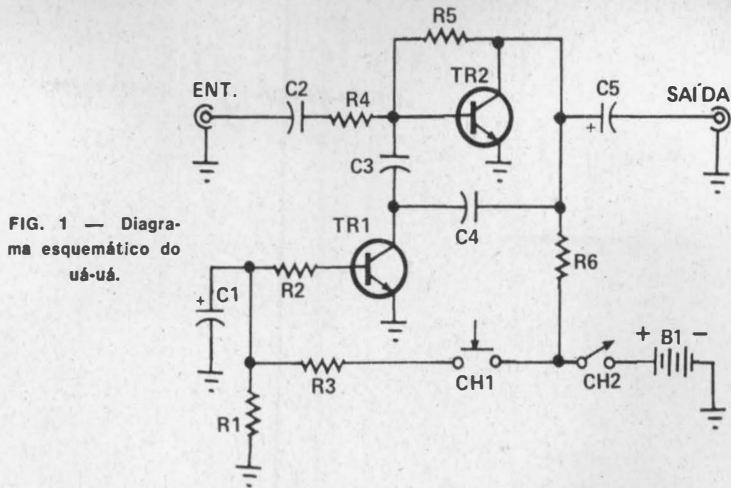 R5
TR2
ENT.
C2
R4
C5
SAÍDA
+
C3
FIG. 1 — Diagra-
ma esquemático do
uá-uá.
TR1
C4
R6
+
C1
R2
+ B1 -
R3
CH1
CH2
R1